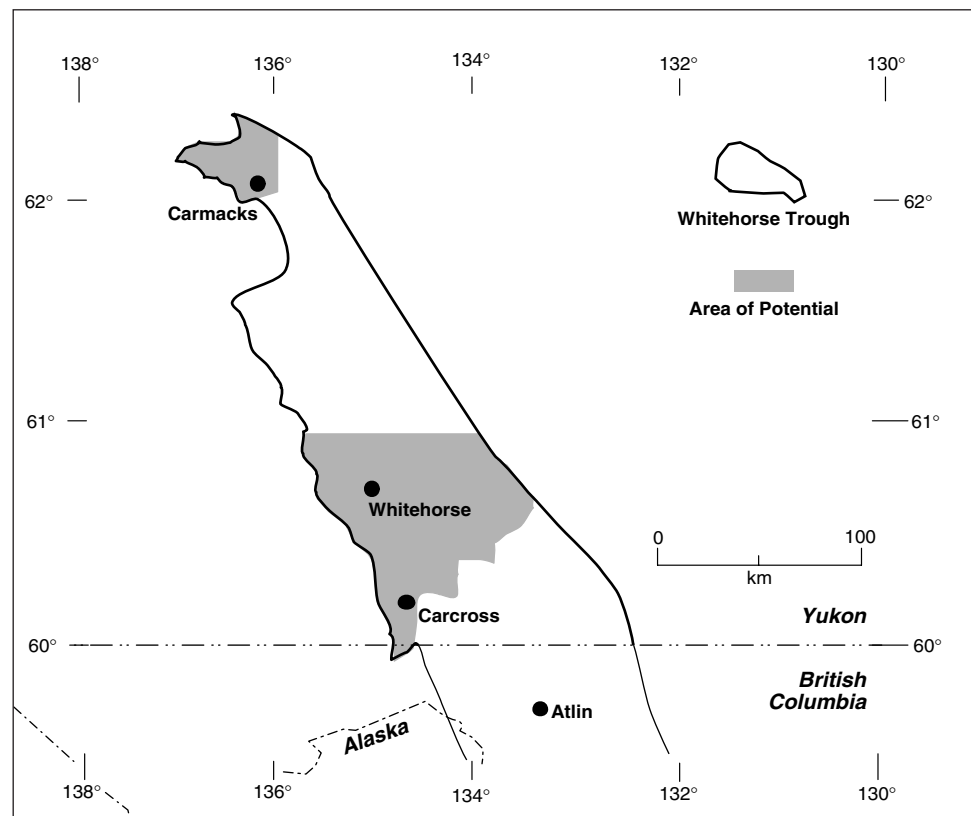 138°
136°
134°
132°
130°
62°
Carmacks
Whitehorse Trough
62°
Area of Potential
61°
61°
Whitehorse
0
100
km
Carcross
Yukon
60°
60°
British
Columbia
Atlin
Alaska
138°
136°
134°
132°
130°